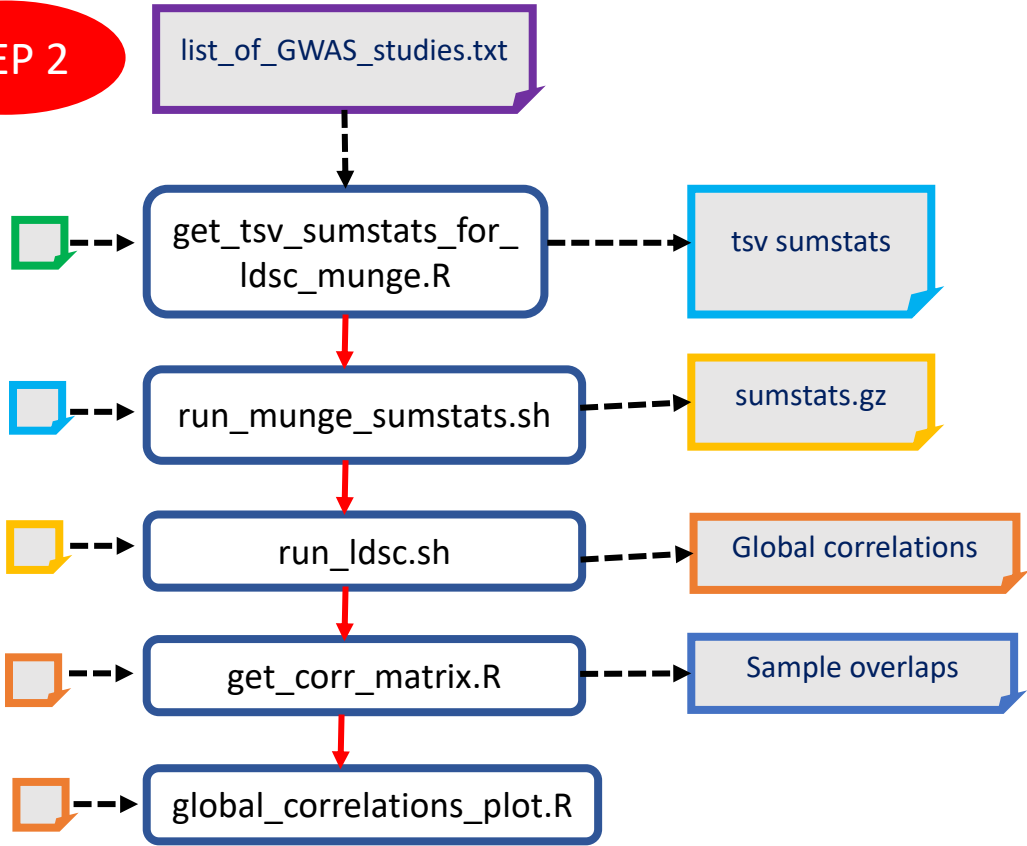 EP 2
list_of_GWAS_studies.txt
get_tsv_sumstats_for_
ldsc_munge.R
tsv sumstats
run_munge_sumstats.sh
sumstats.gz
run_ldsc.sh
Global correlations
get_corr_matrix.R
Sample overlaps
global_correlations_plot.R